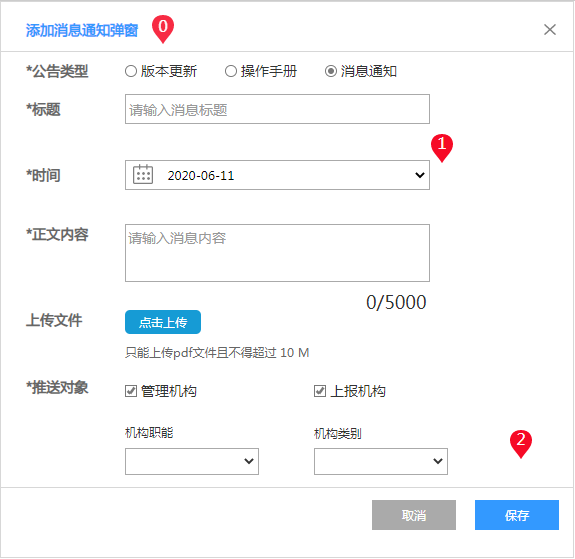 添加消息通知弹窗 0
*公告类型 版本更新 操作手册 消息通知
*标题 请输入消息标题
1
*时间 2020-06-11
*正文内容 请输入消息内容
0/5000
上传文件 点击上传
只能上传pdf文件且不得超过 10 M
*推送对象 管理机构 上报机构
机构职能 机构类别
2
取消 保存